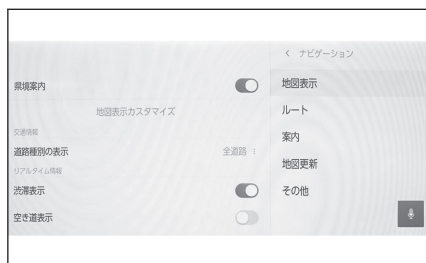 県境案内
地図表示カスタマイズ
交通情報
道路種別の表示
全道路
リアルタイム情報
渋滞表示
空き道表示
ナビゲーション
地図表示
ルート
案内
地図更新
その他